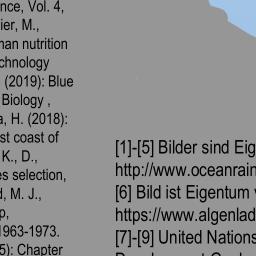 nce, Vol. 4,
ier, M.,
man nutrition
chnology
(2019): Blue
Biology ,
a, H. (2018):
st coast of
K., D.,
es selection,
d, M. J.,
p,
1963-1973.
5): Chapter
[1]-[5] Bilder sind Eig
http://www.oceanrain
[6] Bild ist Eigentum v
https://www.algenlad
[7]-[9] United Nations